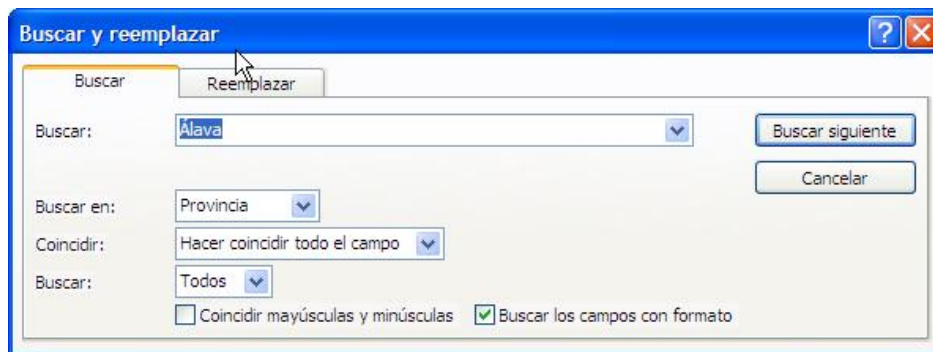 Buscar y reemplazar
Buscar
Reemplazar
Buscar: Álava
Buscar siguiente
Cancelar
Buscar en: Provincia
Coincidir: Hacer coincidir todo el campo
Buscar: Todos
Coincidir mayúsculas y minúsculas Buscar los campos con formato